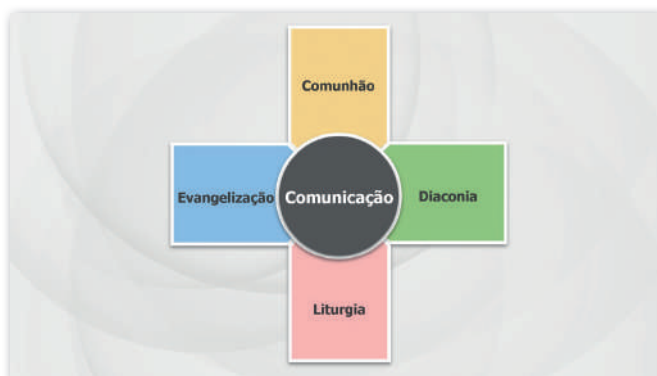 Comunhão
Evangelização
Comunicação
Diaconia
Liturgia